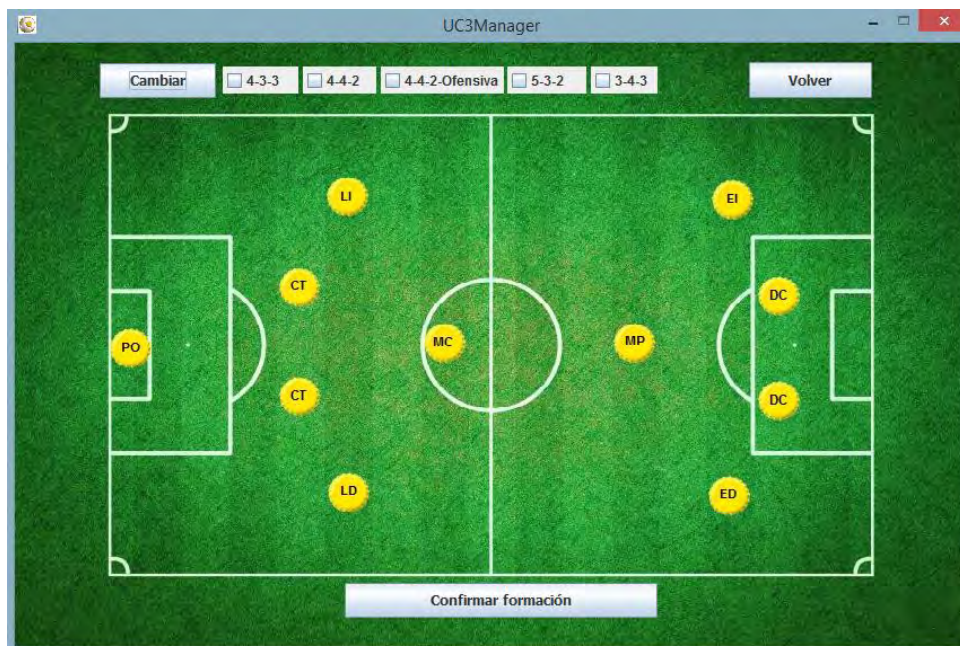 UC3Manager
Cambiar 4-3-3 4-4-2 4-4-2-Ofensiva 5-3-2 3-4-3 Volver
LI EI
CT DC
PO MC MP
CT DC
LD ED
Confirmar formación